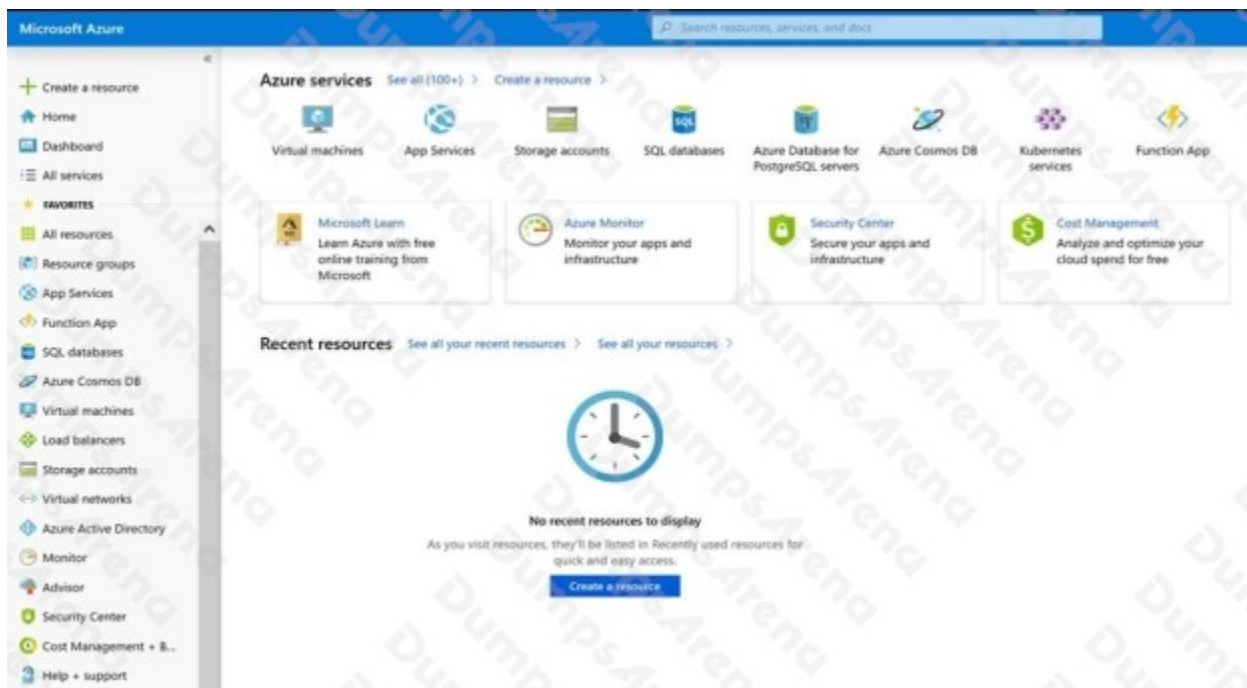 Microsoft Azure
Search resources, services, and docs
«
Create a resource
Home
Dashboard
All services
FAVORITES
All resources
Resource groups
App Services
Function App
SQL databases
Azure Cosmos DB
Virtual machines
Load balancers
Storage accounts
Virtual networks
Azure Active Directory
Monitor
Advisor
Security Center
Cost Management + B...
Help + support
Azure services See all (100+) > Create a resource >
Virtual machines
App Services
Storage accounts
SQL
SQL databases
Azure Database for
PostgreSQL servers
Azure Cosmos DB
Kubernetes
services
Function App
Microsoft Learn
Learn Azure with free
online training from
Microsoft
Azure Monitor
Monitor your apps and
infrastructure
Security Center
Secure your apps and
infrastructure
Cost Management
Analyze and optimize your
cloud spend for free
Recent resources See all your recent resources > See all your resources >
No recent resources to display
As you visit resources, they'll be listed in Recently used resources for
quick and easy access.
Create a resource
DumpsArena